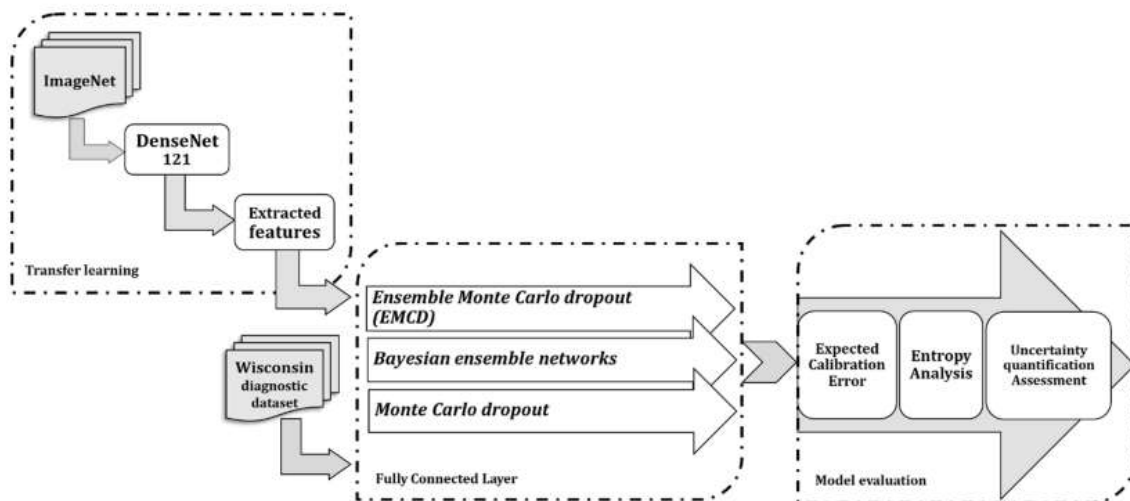 ImageNet
DenseNet
121
Extracted
features
Transfer learning
Wisconsin
diagnostic
dataset
Ensemble Monte Carlo dropout
(EMCD)
Bayesian ensemble networks
Monte Carlo dropout
Fully Connected Layer
Expected
Calibration
Error
Entropy
Analysis
Uncertainty
quantification
Assessment
Model evaluation